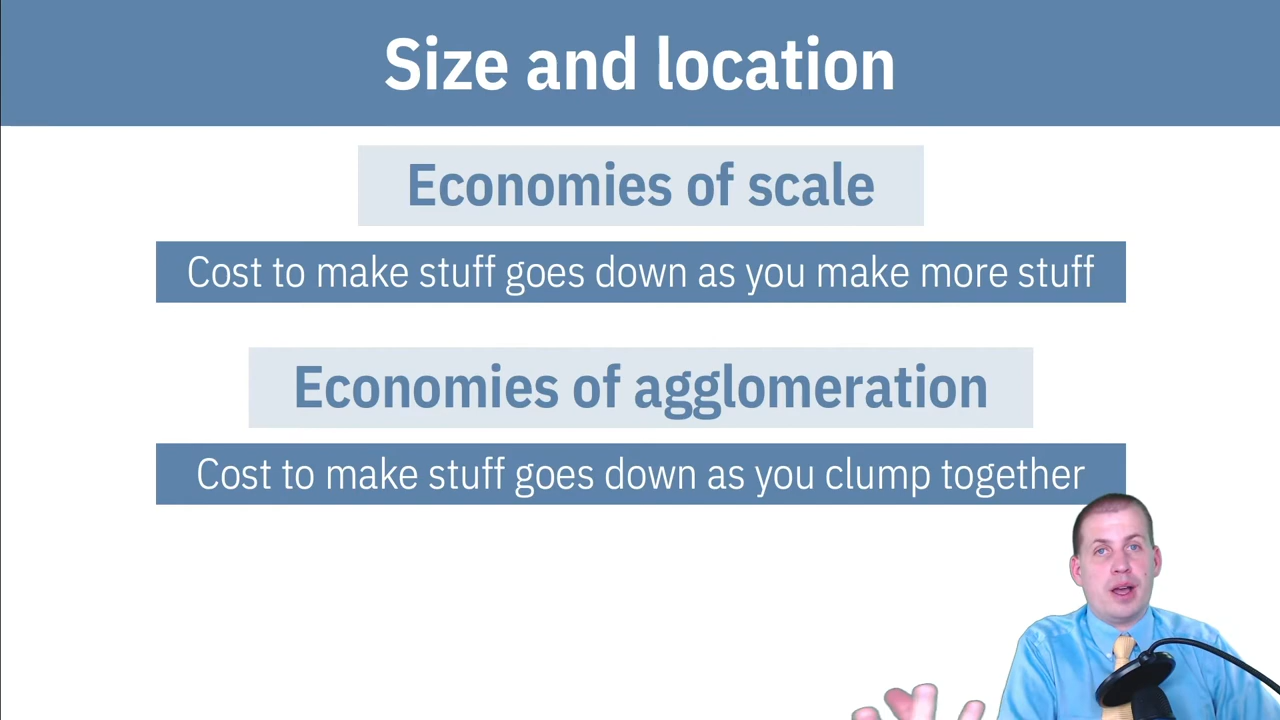 Size and location
Economies of scale
Cost to make stuff goes down as you make more stuff
Economies of agglomeration
Cost to make stuff goes down as you clump together